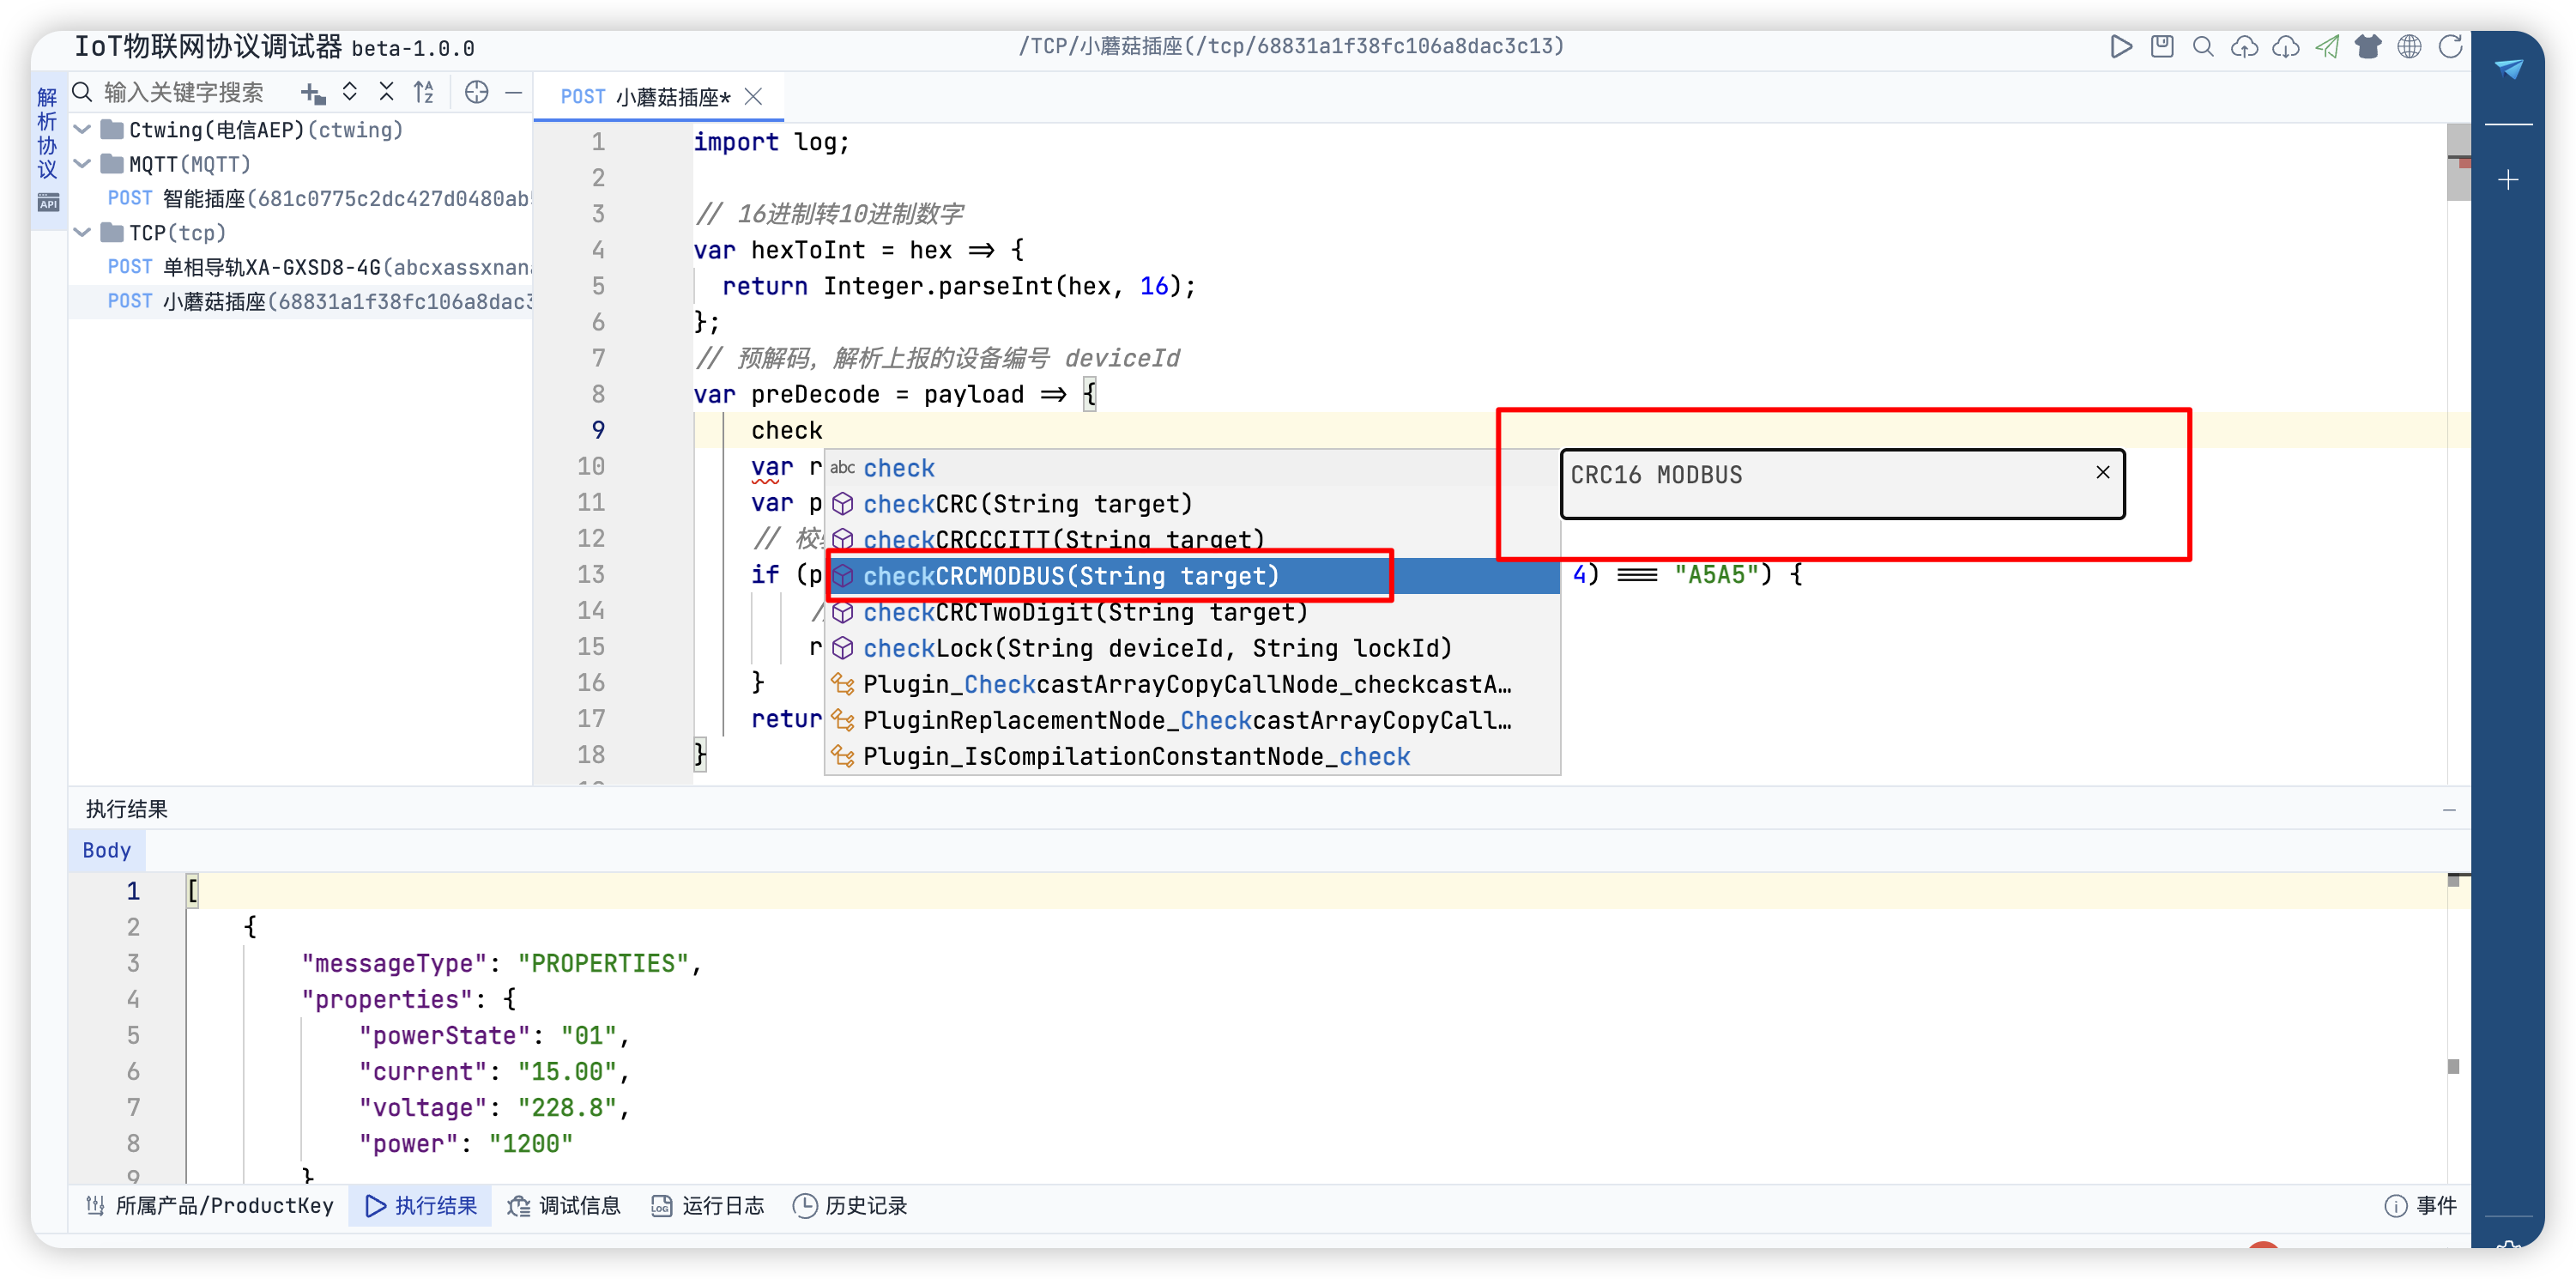 IoT物联网协议调试器 beta-1.0.0
/TCP/小蘑菇插座(/tcp/68831a1f38fc106a8dac3c13)
解析协议
API
输入关键字搜索
Ctwing(电信AEP)(ctwing)
MQTT(MQTT)
POST 智能插座(681c0775c2dc427d0480ab
TCP(tcp)
POST 单相导轨XA-GXSD8-4G(abcxassxnan
POST 小蘑菇插座(68831a1f38fc106a8dac3
POST 小蘑菇插座*
1 import log;
2
3 // 16进制转10进制数字
4 var hexToInt = hex => {
5 return Integer.parseInt(hex, 16);
6 };
7 // 预解码，解析上报的设备编号 deviceId
8 var preDecode = payload => {
9 check
10 var r
11 var p
12 // 校
13 if (p 4) === "A5A5") {
14 /
15 r
16 }
17 retur
18 }
abc check
checkCRC(String target)
checkCRCCCITT(String target)
checkCRCMODBUS(String target)
checkCRCTwoDigit(String target)
checkLock(String deviceId, String lockId)
Plugin_CheckcastArrayCopyCallNode_checkcastA…
PluginReplacementNode_CheckcastArrayCopyCall…
Plugin_IsCompilationConstantNode_check
CRC16 MODBUS
执行结果
Body
1 [
2 {
3 "messageType": "PROPERTIES",
4 "properties": {
5 "powerState": "01",
6 "current": "15.00",
7 "voltage": "228.8",
8 "power": "1200"
9 }
所属产品/ProductKey
执行结果
调试信息
LOG 运行日志
历史记录
事件